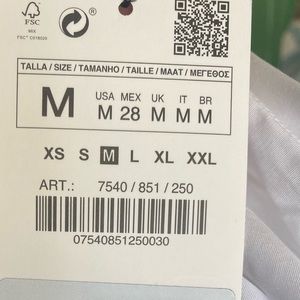 FSC
MIX
FSC® C018029
TALLA / SIZE / TAMANHO / TAILLE / MAAT / ΜΕΓΕΘΟΣ
M
USA MEX UK IT BR
M 28 M M M
XS S M L XL XXL
ART.: 7540 / 851 / 250
07540851250030